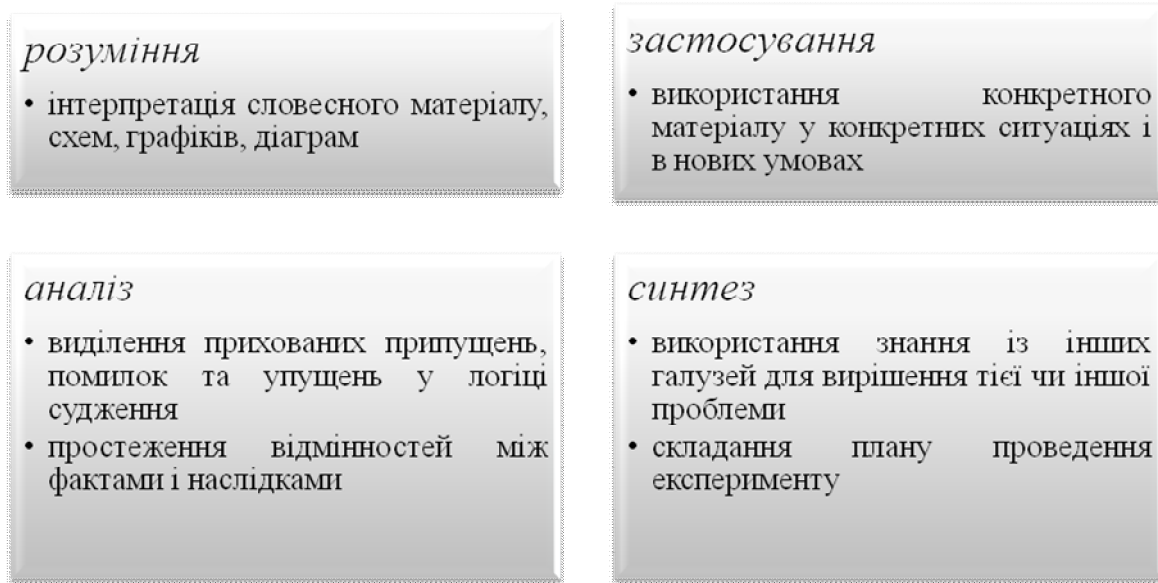 розуміння
• інтерпретація словесного матеріалу,
схем, графіків, діаграм
застосування
• використання конкретного
матеріалу у конкретних ситуаціях і
в нових умовах
аналіз
• виділення прихованих припущень,
помилок та упущень у логіці
судження
• простеження відмінностей між
фактами і наслідками
синтез
• використання знання із інших
галузей для вирішення тієї чи іншої
проблеми
• складання плану проведення
експерименту